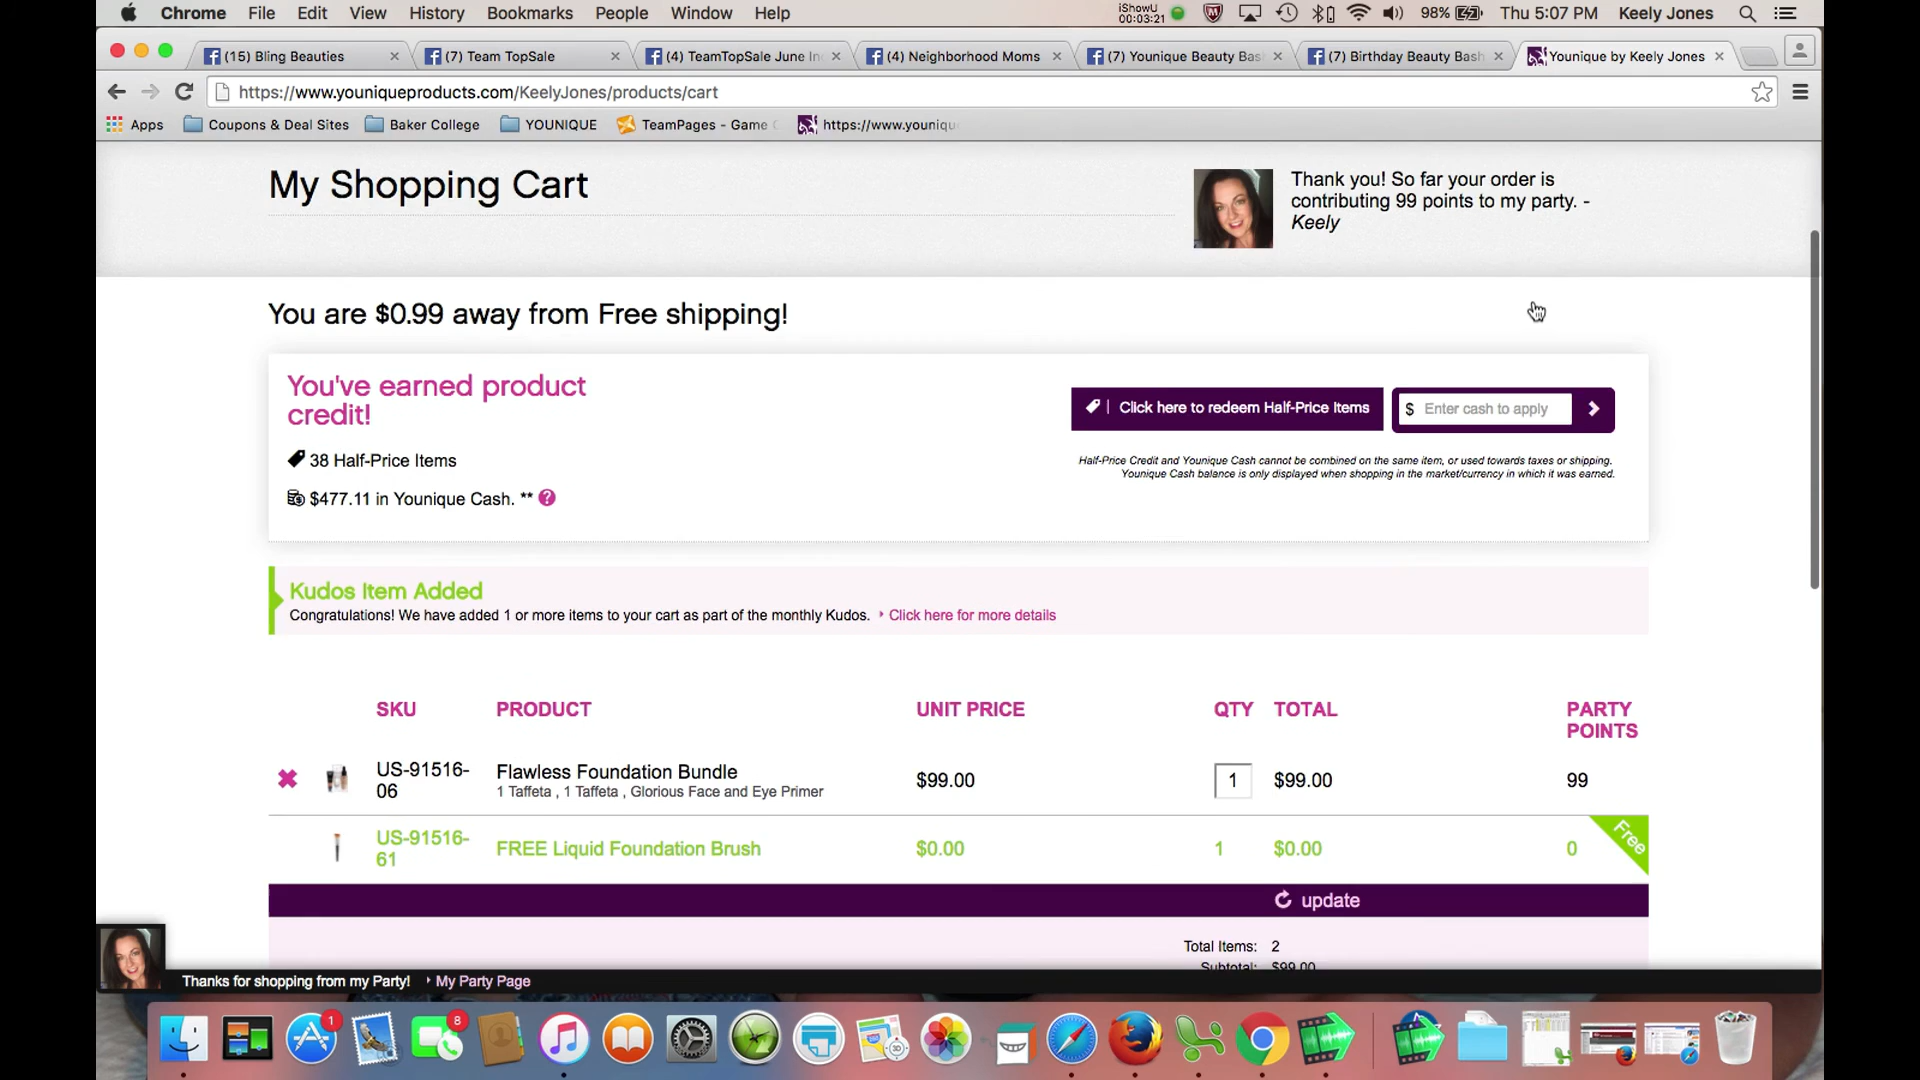 Chrome File Edit View History Bookmarks People Window Help iShowU 00:03:21 98% Thu 5:07 PM Keely Jones
(15) Bling Beauties (7) Team TopSale (4) TeamTopSale June In (4) Neighborhood Moms (7) Younique Beauty Bas (7) Birthday Beauty Bash Younique by Keely Jones
https://www.youniqueproducts.com/KeelyJones/products/cart
Apps Coupons & Deal Sites Baker College YOUNIQUE TeamPages - Game https://www.youniqu
My Shopping Cart
Thank you! So far your order is
contributing 99 points to my party. -
Keely
You are $0.99 away from Free shipping!
You've earned product
credit!
38 Half-Price Items
$477.11 in Younique Cash. ** ?
Click here to redeem Half-Price Items
$ Enter cash to apply
Half-Price Credit and Younique Cash cannot be combined on the same item, or used towards taxes or shipping.
Younique Cash balance is only displayed when shopping in the market/currency in which it was earned.
Kudos Item Added
Congratulations! We have added 1 or more items to your cart as part of the monthly Kudos. Click here for more details
SKU PRODUCT UNIT PRICE QTY TOTAL PARTY
POINTS
US-91516-
06
Flawless Foundation Bundle
1 Taffeta , 1 Taffeta , Glorious Face and Eye Primer
$99.00 1 $99.00 99
US-91516-
61
FREE Liquid Foundation Brush $0.00 1 $0.00 0 Free
update
Total Items: 2
Subtotal: $99.00
Thanks for shopping from my Party! My Party Page
1 8